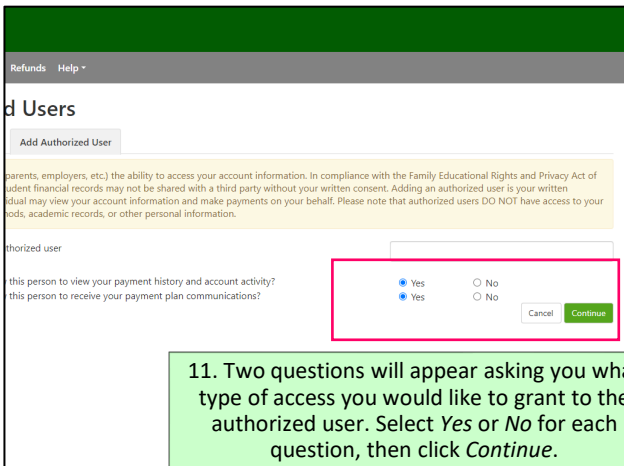 Refunds Help
d Users
Add Authorized User
parents, employers, etc.) the ability to access your account information. In compliance with the Family Educational Rights and Privacy Act of
udent financial records may not be shared with a third party without your written consent. Adding an authorized user is your written
vidual may view your account information and make payments on your behalf. Please note that authorized users DO NOT have access to your
hods, academic records, or other personal information.
thorized user
this person to view your payment history and account activity? Yes No
this person to receive your payment plan communications? Yes No
Cancel Continue
11. Two questions will appear asking you wha
type of access you would like to grant to the
authorized user. Select Yes or No for each
question, then click Continue.